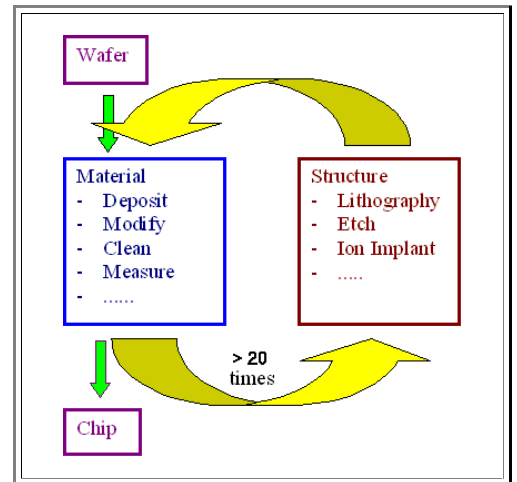 Wafer
Material
- Deposit
- Modify
- Clean
- Measure
- ......
Structure
- Lithography
- Etch
- Ion Implant
- .....
> 20
times
Chip